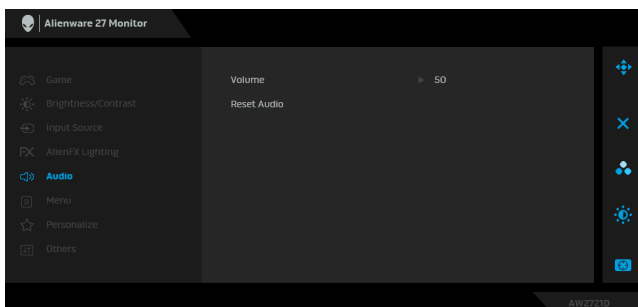 Alienware 27 Monitor
Game
Brightness/Contrast
Input Source
AlienFX Lighting
Audio
Menu
Personalize
Others
Volume 50
Reset Audio
AW2721D